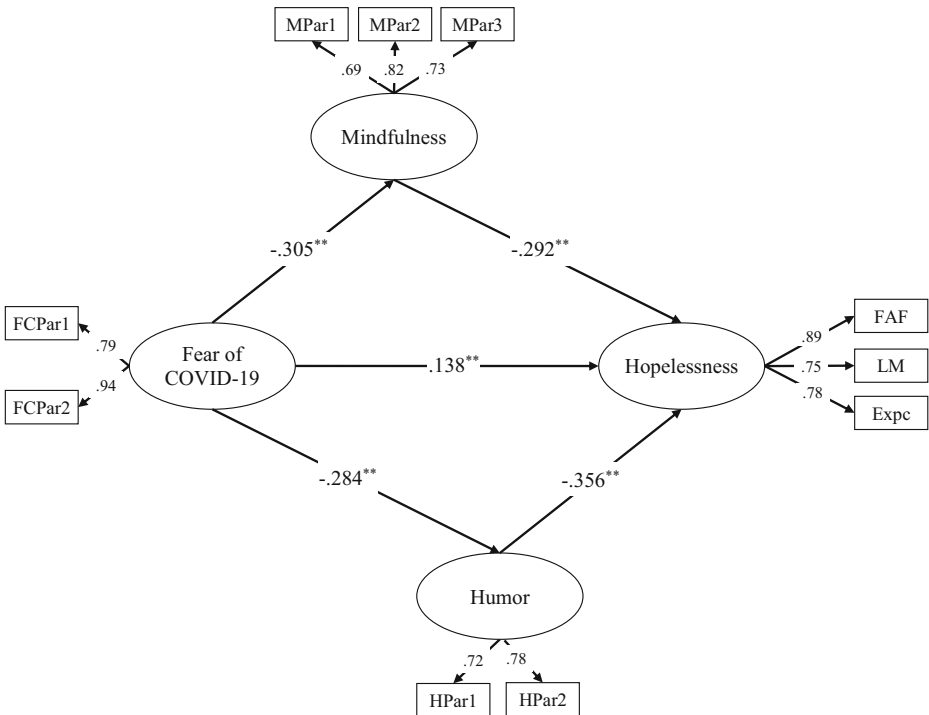 MPar1
MPar2
MPar3
.69
.82
.73
Mindfulness
-.305**
-.292**
FCPar1
FCPar2
.79
.94
Fear of
COVID-19
.138**
Hopelessness
.89
.75
.78
FAF
LM
Expc
-.284**
-.356**
Humor
.72
.78
HPar1
HPar2